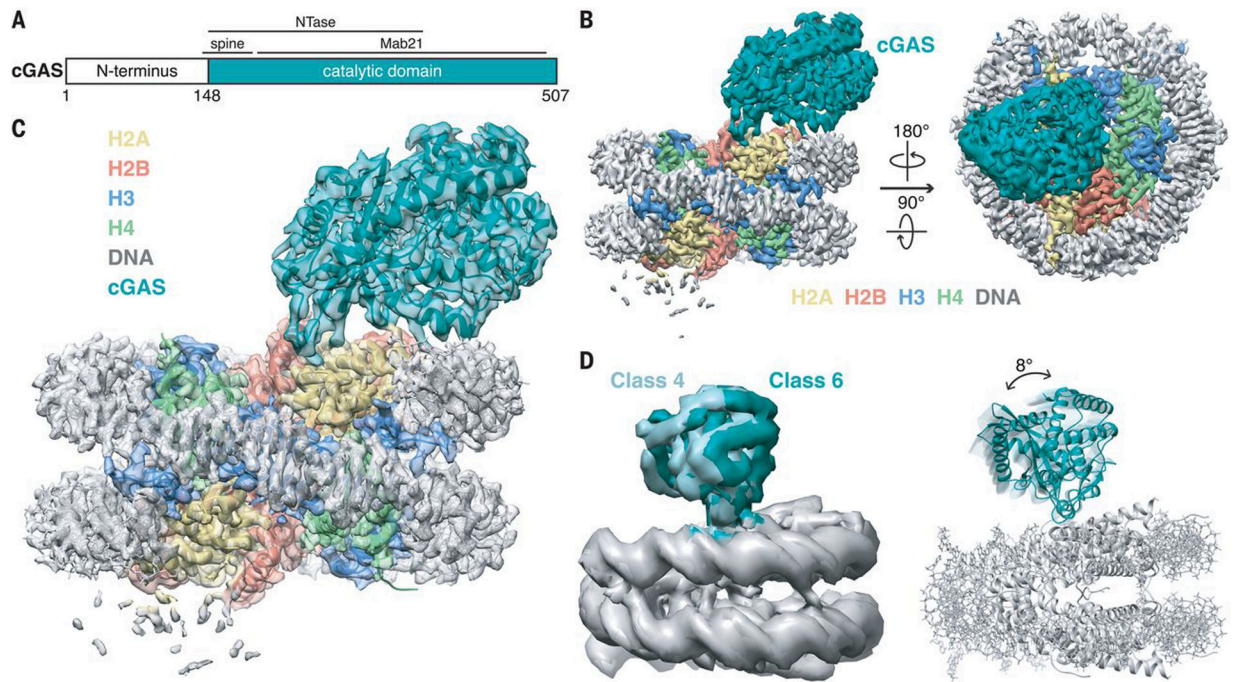 A
NTase
spine
Mab21
cGAS
N-terminus
catalytic domain
1
148
507
B
cGAS
180°
90°
H2A H2B H3 H4 DNA
C
H2A
H2B
H3
H4
DNA
cGAS
D
Class 4
Class 6
8°